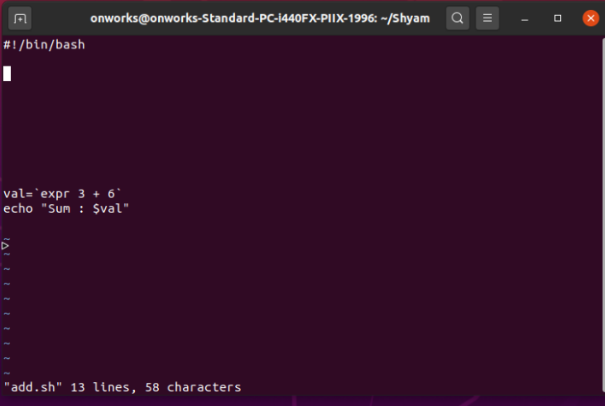 onworks@onworks-Standard-PC-i440FX-PIIX-1996: ~/Shyam
#!/bin/bash
val=`expr 3 + 6`
echo "Sum : $val"
~
~
~
~
~
~
~
~
~
~
"add.sh" 13 lines, 58 characters